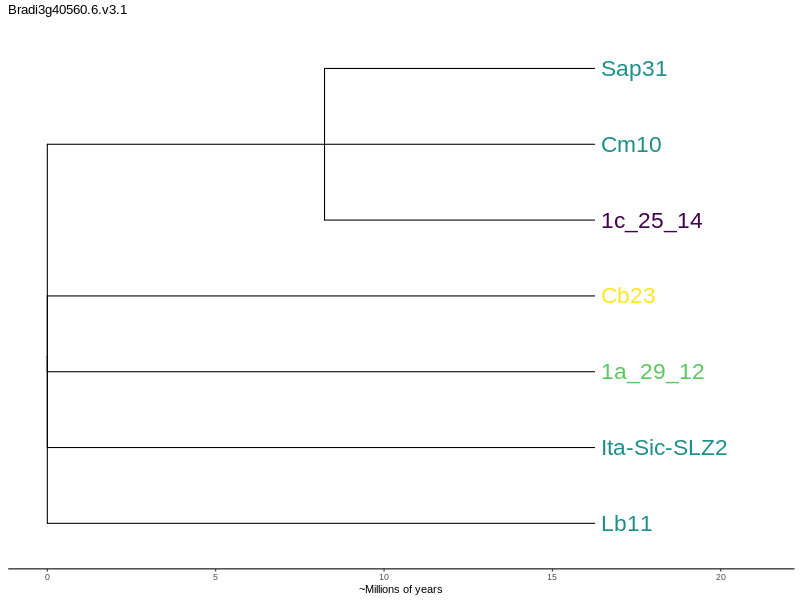 Bradi3g40560.6.v3.1
Sap31
Cm10
1c_25_14
Cb23
1a_29_12
Ita-Sic-SLZ2
Lb11
0 5 10 15 20
~Millions of years